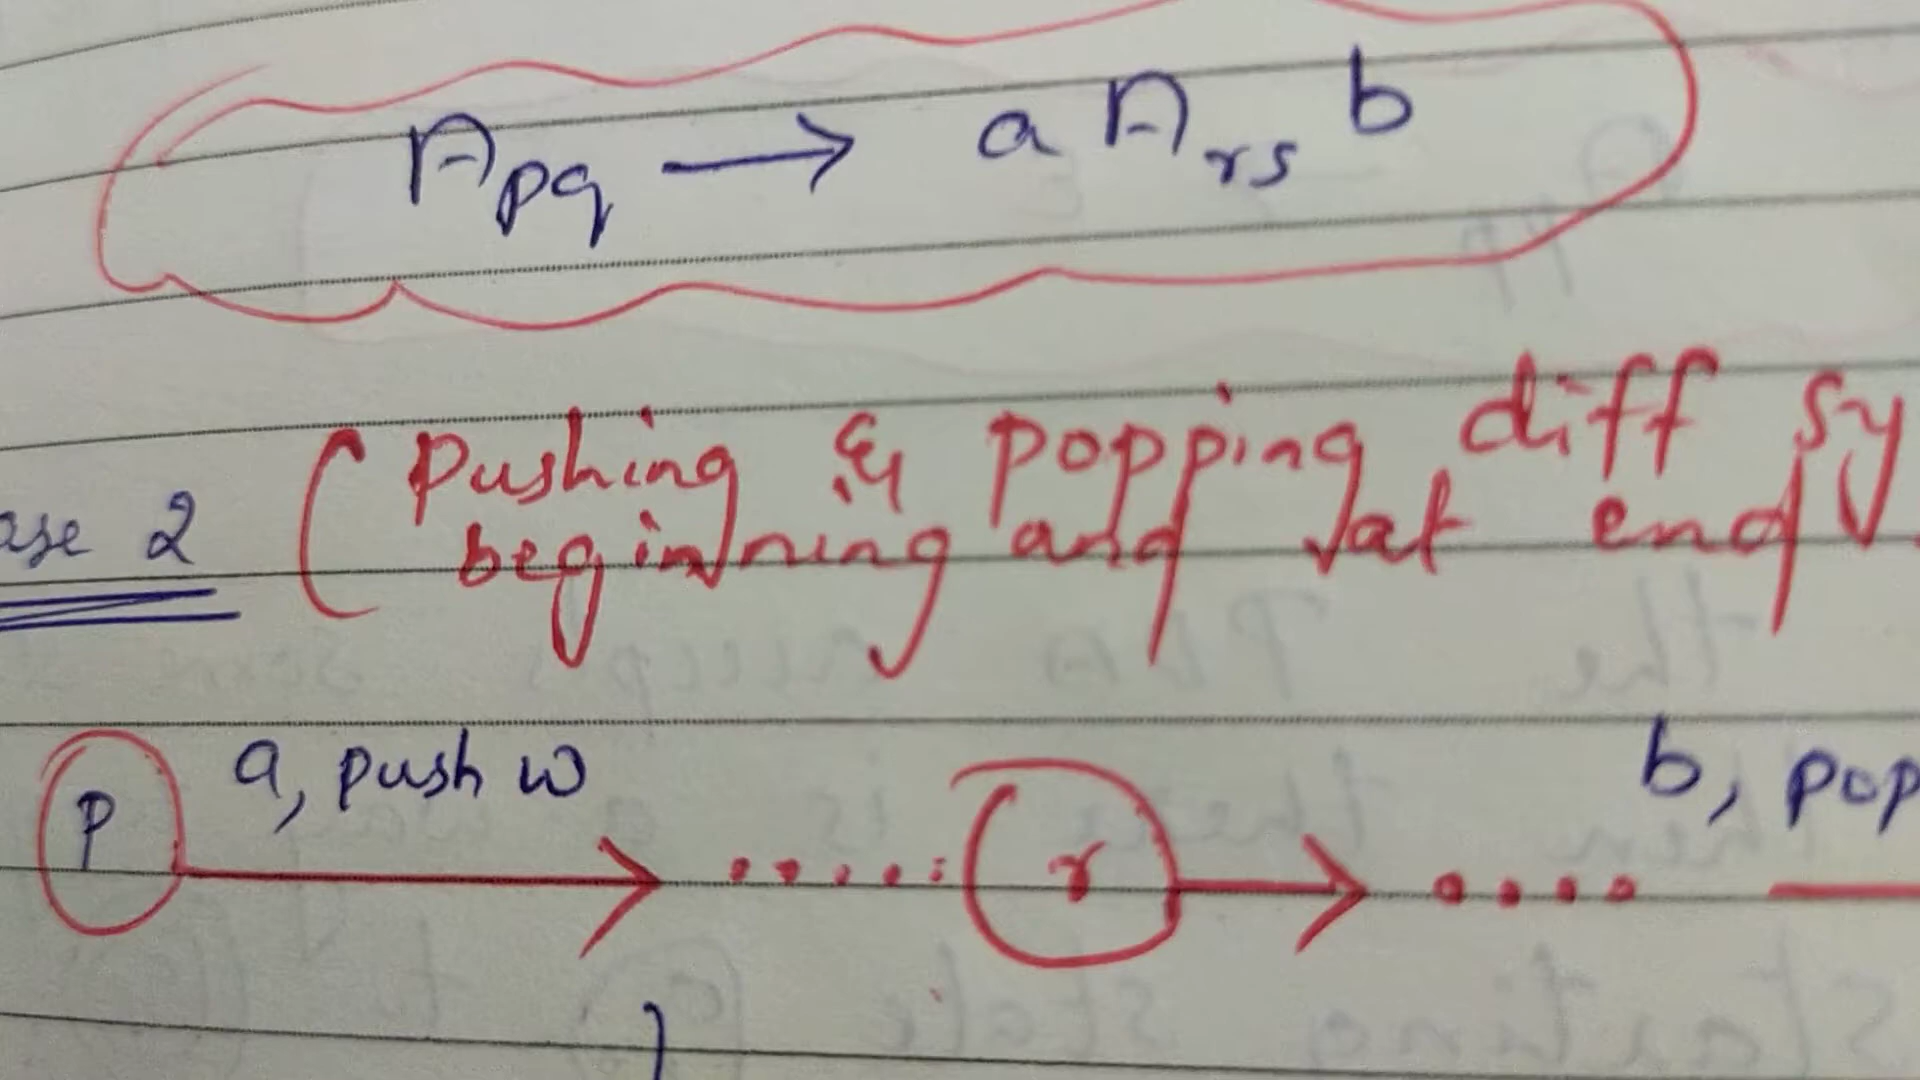 Apq → a Ars b
ase 2 ( Pushing & popping diff sy
beginning and at end
a, push w b, pop
p ..... r ....